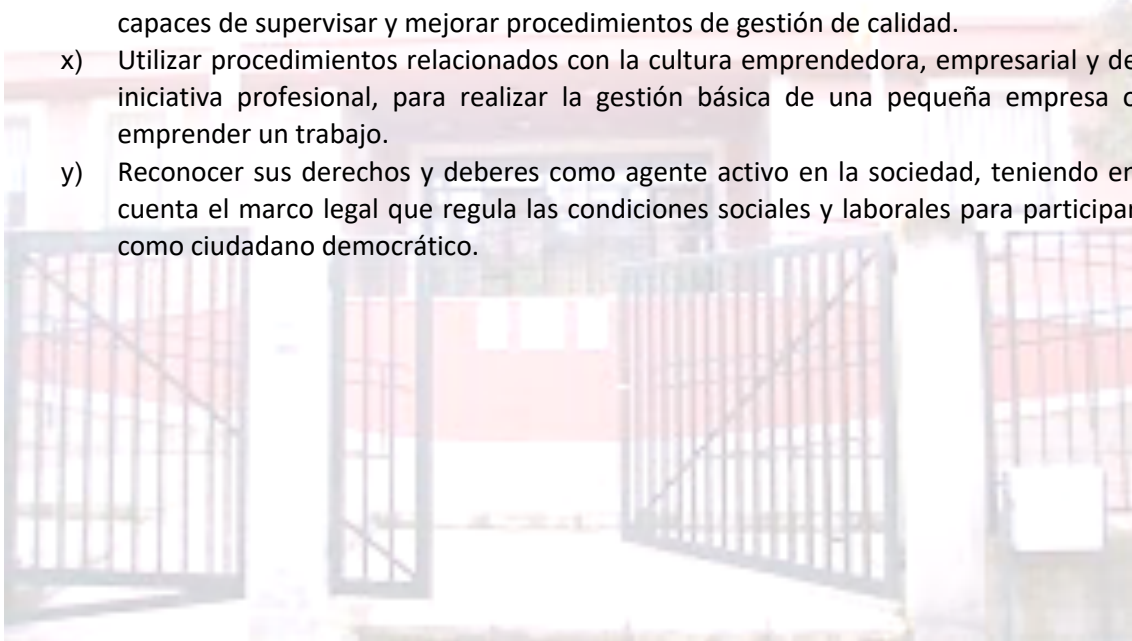 capaces de supervisar y mejorar procedimientos de gestión de calidad.
x) Utilizar procedimientos relacionados con la cultura emprendedora, empresarial y de
iniciativa profesional, para realizar la gestión básica de una pequeña empresa o
emprender un trabajo.
y) Reconocer sus derechos y deberes como agente activo en la sociedad, teniendo en
cuenta el marco legal que regula las condiciones sociales y laborales para participar
como ciudadano democrático.